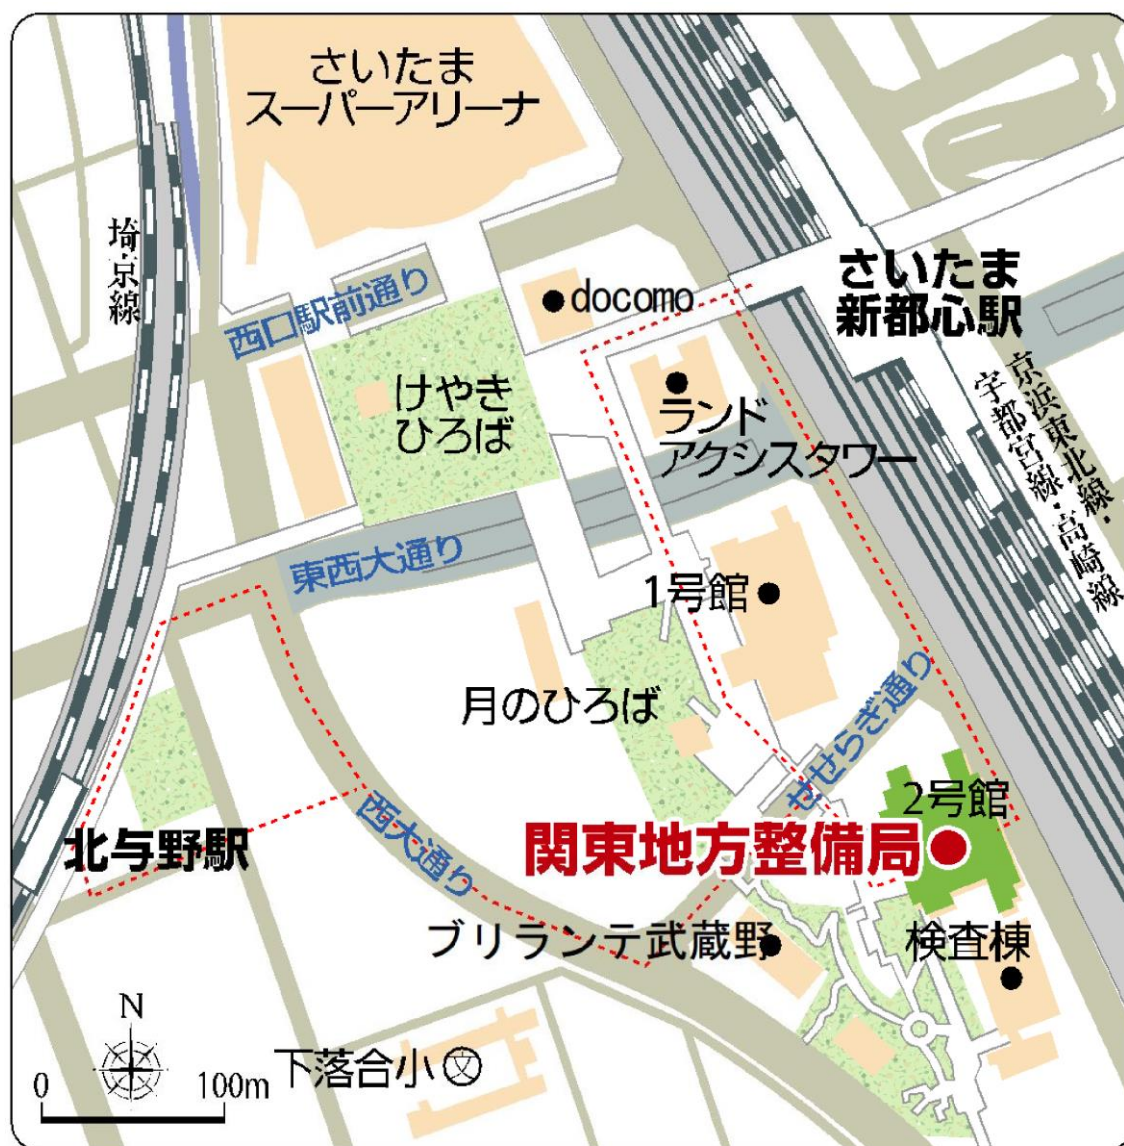 さいたま
スーパーアリーナ
埼京線
西口駅前通り
docomo
さいたま
新都心駅
けやき
ひろば
ランド
アクシスタワー
京浜東北線・
宇都宮線・高崎線
東西大通り
1号館
月のひろば
せせらぎ通り
2号館
関東地方整備局
北与野駅
西大通り
ブリランテ武蔵野
検査棟
N
0 100m
下落合小 文